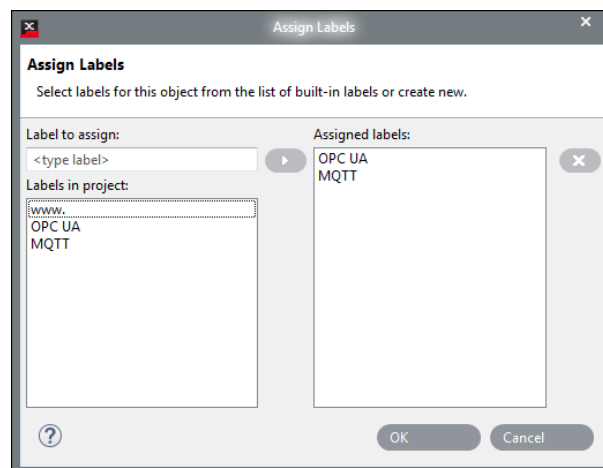 Assign Labels
Assign Labels
Select labels for this object from the list of built-in labels or create new.
Label to assign:
<type label>
Labels in project:
www.
OPC UA
MQTT
Assigned labels:
OPC UA
MQTT
OK
Cancel